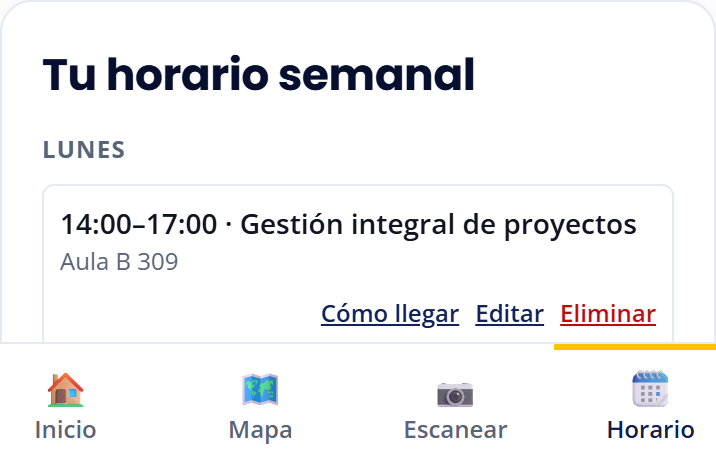 Tu horario semanal
LUNES
14:00–17:00 · Gestión integral de proyectos
Aula B 309
Cómo llegar Editar Eliminar
Inicio Mapa Escanear Horario